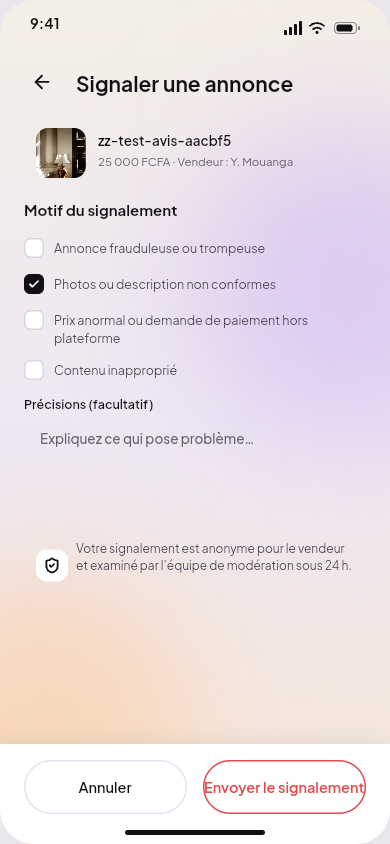 9:41
Signaler une annonce
zz-test-avis-aacbf5
25 000 FCFA · Vendeur : Y. Mouanga
Motif du signalement
Annonce frauduleuse ou trompeuse
Photos ou description non conformes
Prix anormal ou demande de paiement hors
plateforme
Contenu inapproprié
Précisions (facultatif)
Expliquez ce qui pose problème…
Votre signalement est anonyme pour le vendeur
et examiné par l'équipe de modération sous 24 h.
Annuler
Envoyer le signalement